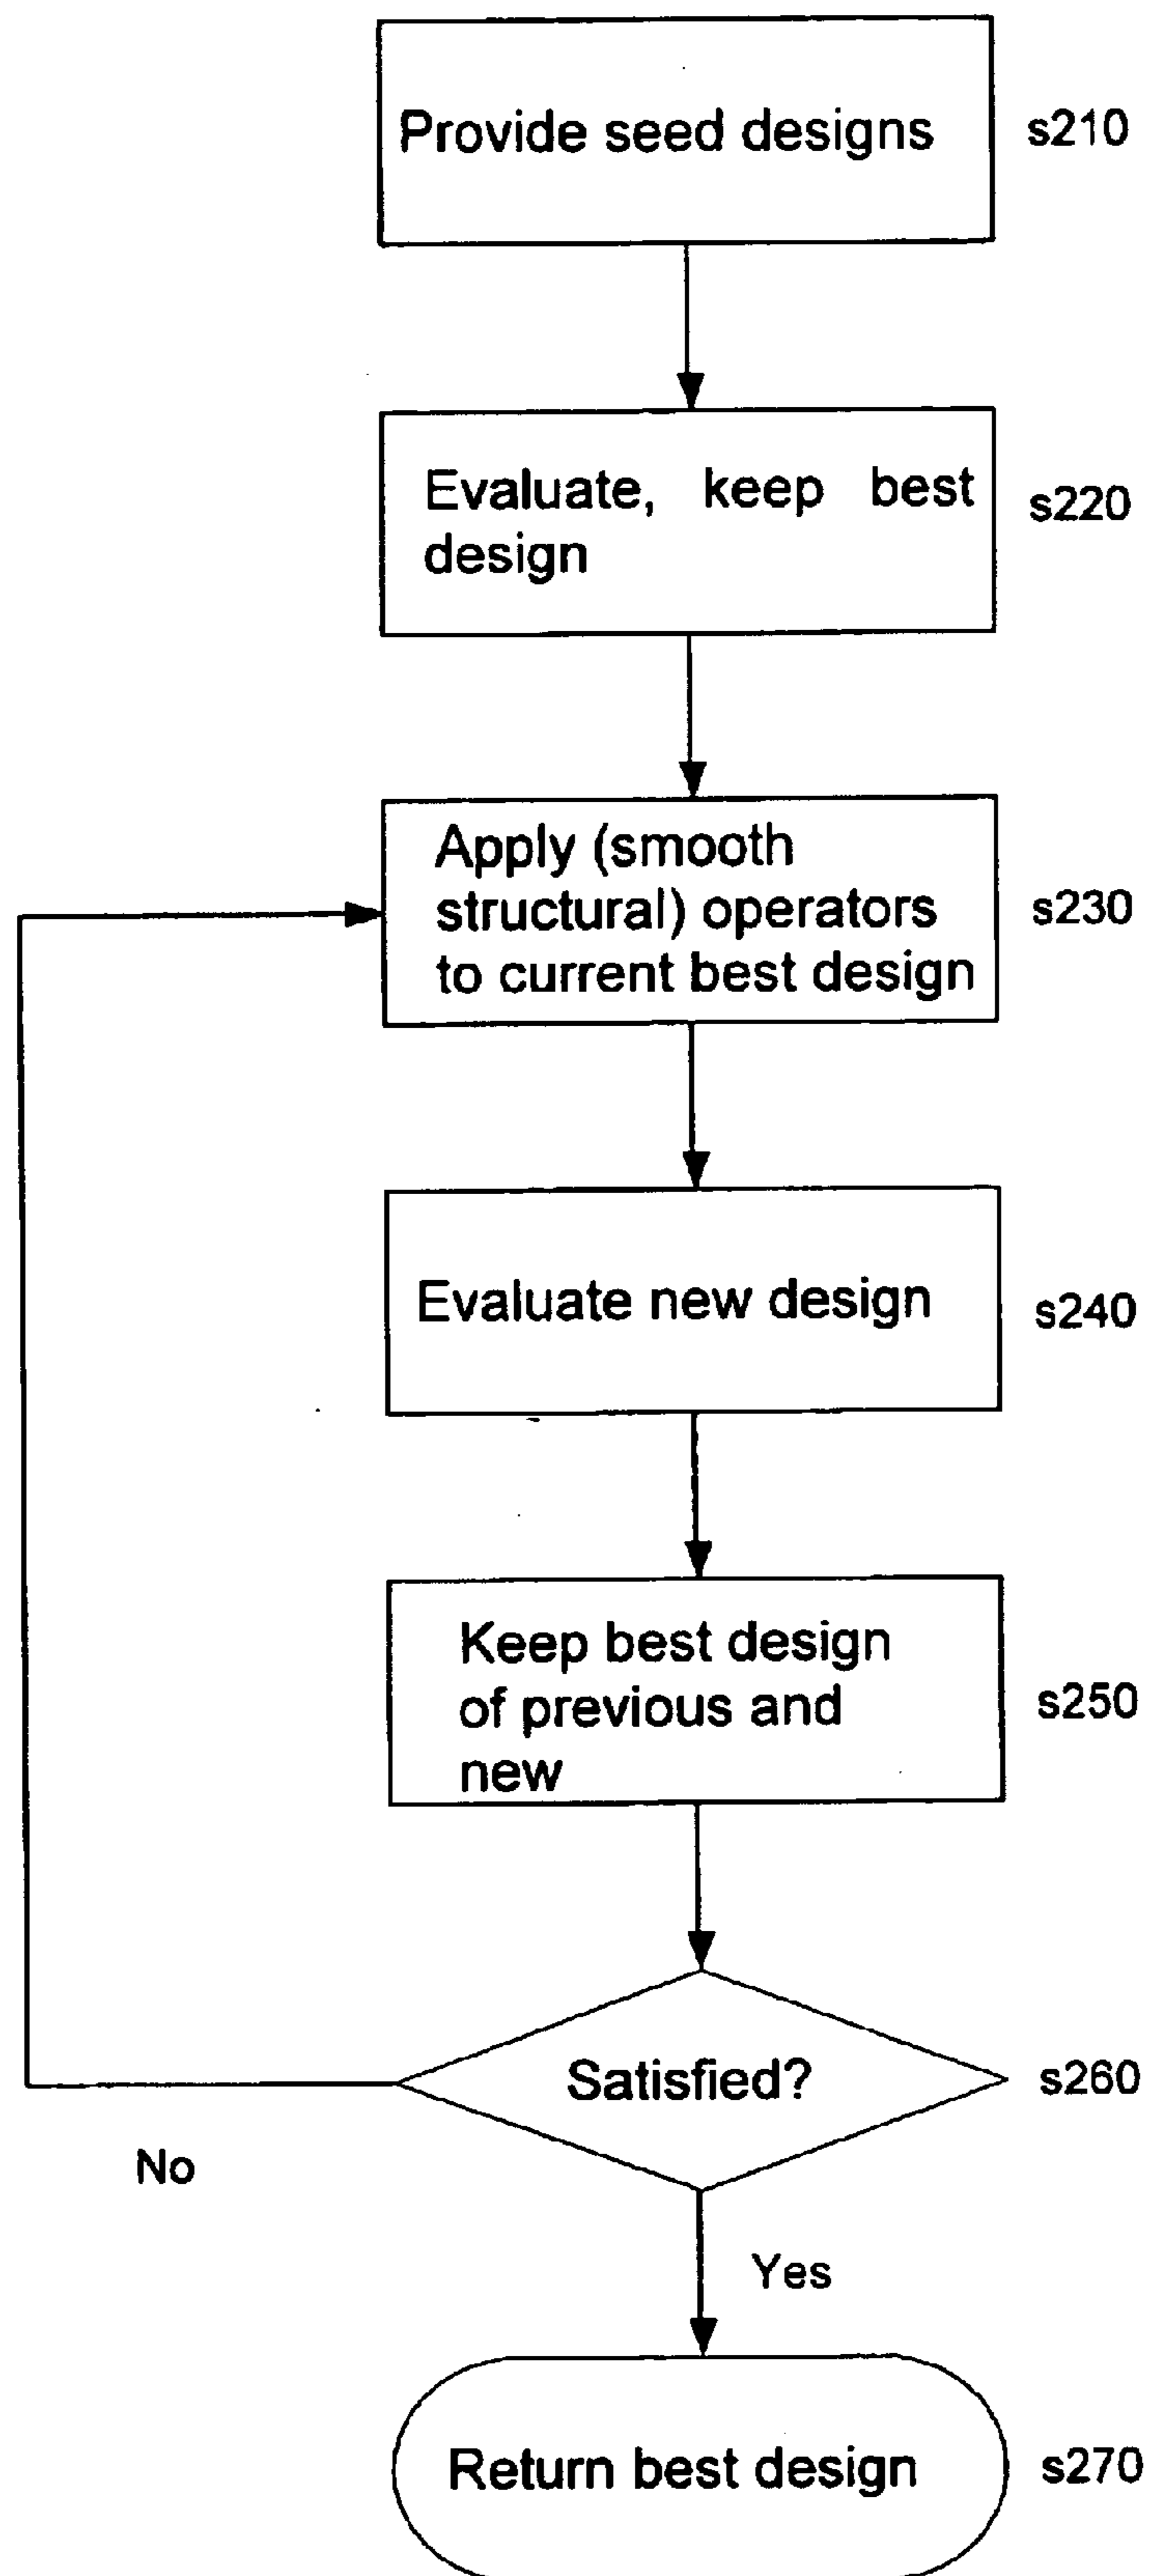 Provide seed designs
s210
Evaluate, keep best
design
s220
Apply (smooth
structural) operators
to current best design
s230
Evaluate new design
s240
Keep best design
of previous and
new
s250
Satisfied?
s260
No
Yes
Return best design
s270